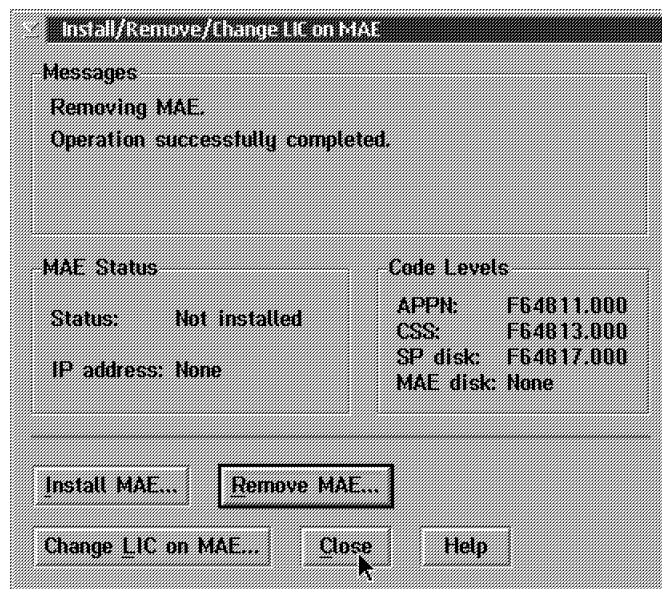 Install/Remove/Change LIC on MAE
Messages
Removing MAE.
Operation successfully completed.
MAE Status
Status: Not installed
IP address: None
Code Levels
APPN: F64811.000
CSS: F64813.000
SP disk: F64817.000
MAE disk: None
Install MAE... Remove MAE...
Change LIC on MAE... Close Help